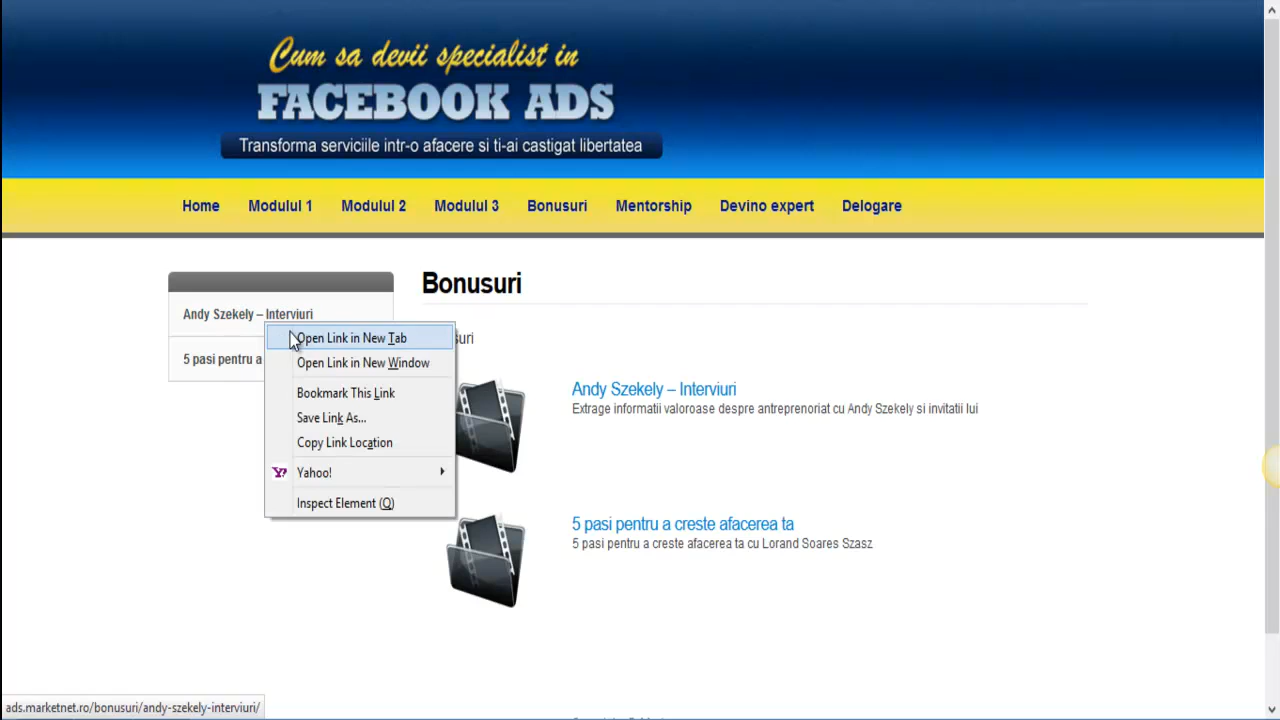 Cum sa devii specialist in
FACEBOOK ADS
Transforma serviciile intr-o afacere si ti-ai castigat libertatea
Home Modulul 1 Modulul 2 Modulul 3 Bonusuri Mentorship Devino expert Delogare
Andy Szekely – Interviuri
5 pasi pentru a
Open Link in New Tab
Open Link in New Window
Bookmark This Link
Save Link As...
Copy Link Location
Yahoo!
Inspect Element (Q)
Bonusuri
suri
Andy Szekely – Interviuri
Extrage informatii valoroase despre antreprenoriat cu Andy Szekely si invitatii lui
5 pasi pentru a creste afacerea ta
5 pasi pentru a creste afacerea ta cu Lorand Soares Szasz
ads.marketnet.ro/bonusuri/andy-szekely-interviuri/